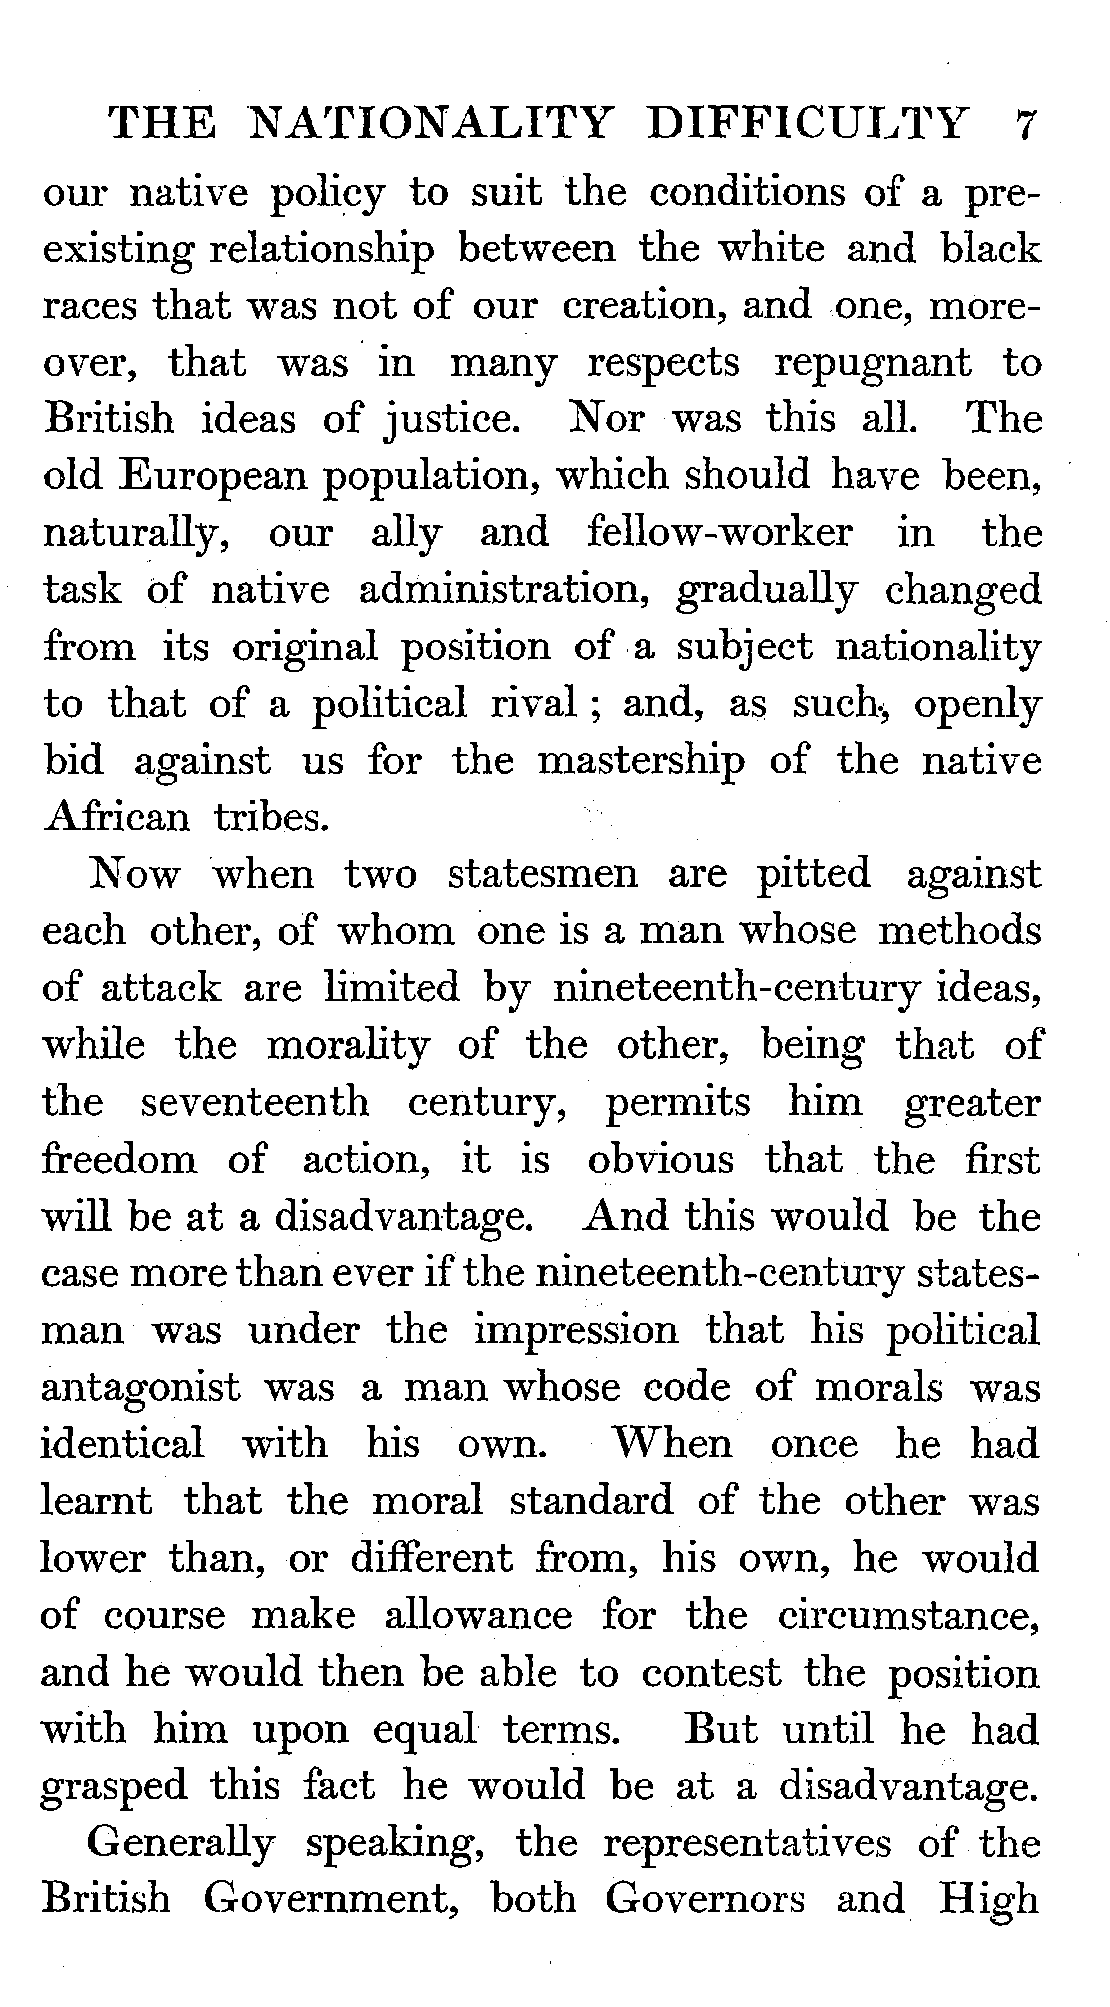 THE NATIONALITY DIFFICULTY 7
our native policy to suit the conditions of a pre-
existing relationship between the white and black
races that was not of our creation, and one, more-
over, that was in many respects repugnant to
British ideas of justice. Nor was this all. The
old European population, which should have been,
naturally, our ally and fellow-worker in the
task of native administration, gradually changed
from its original position of a subject nationality
to that of a political rival ; and, as such, openly
bid against us for the mastership of the native
African tribes.
Now when two statesmen are pitted against
each other, of whom one is a man whose methods
of attack are limited by nineteenth-century ideas,
while the morality of the other, being that of
the seventeenth century, permits him greater
freedom of action, it is obvious that the first
will be at a disadvantage. And this would be the
case more than ever if the nineteenth-century states-
man was under the impression that his political
antagonist was a man whose code of morals was
identical with his own. When once he had
learnt that the moral standard of the other was
lower than, or different from, his own, he would
of course make allowance for the circumstance,
and he would then be able to contest the position
with him upon equal terms. But until he had
grasped this fact he would be at a disadvantage.
Generally speaking, the representatives of the
British Government, both Governors and High